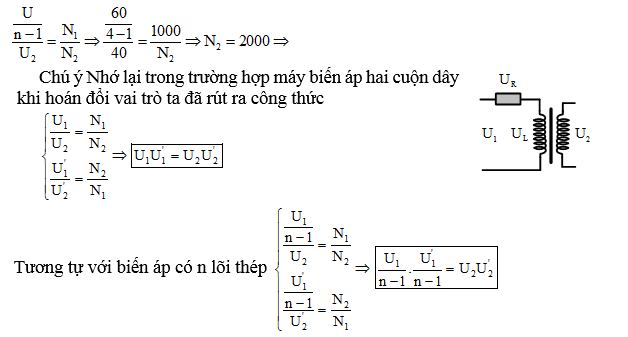 \frac{\frac{U}{n-1}}{U_2} = \frac{N_1}{N_2} ⇒ \frac{\frac{60}{4-1}}{40} = \frac{1000}{N_2} ⇒ N_2 = 2000 ⇒
Chú ý Nhớ lại trong trường hợp máy biến áp hai cuộn dây
khi hoán đổi vai trò ta đã rút ra công thức
\begin{cases} \frac{U_1}{U_2} = \frac{N_1}{N_2} \\ \frac{U_1'}{U_2'} = \frac{N_2}{N_1} \end{cases} ⇒ \boxed{U_1U_1' = U_2U_2'}
U_R
U_1 U_L U_2
Tương tự với biến áp có n lõi thép \begin{cases} \frac{\frac{U_1}{n-1}}{U_2} = \frac{N_1}{N_2} \\ \frac{\frac{U_1'}{n-1}}{U_2'} = \frac{N_2}{N_1} \end{cases} ⇒ \boxed{\frac{U_1}{n-1} . \frac{U_1'}{n-1} = U_2U_2'}